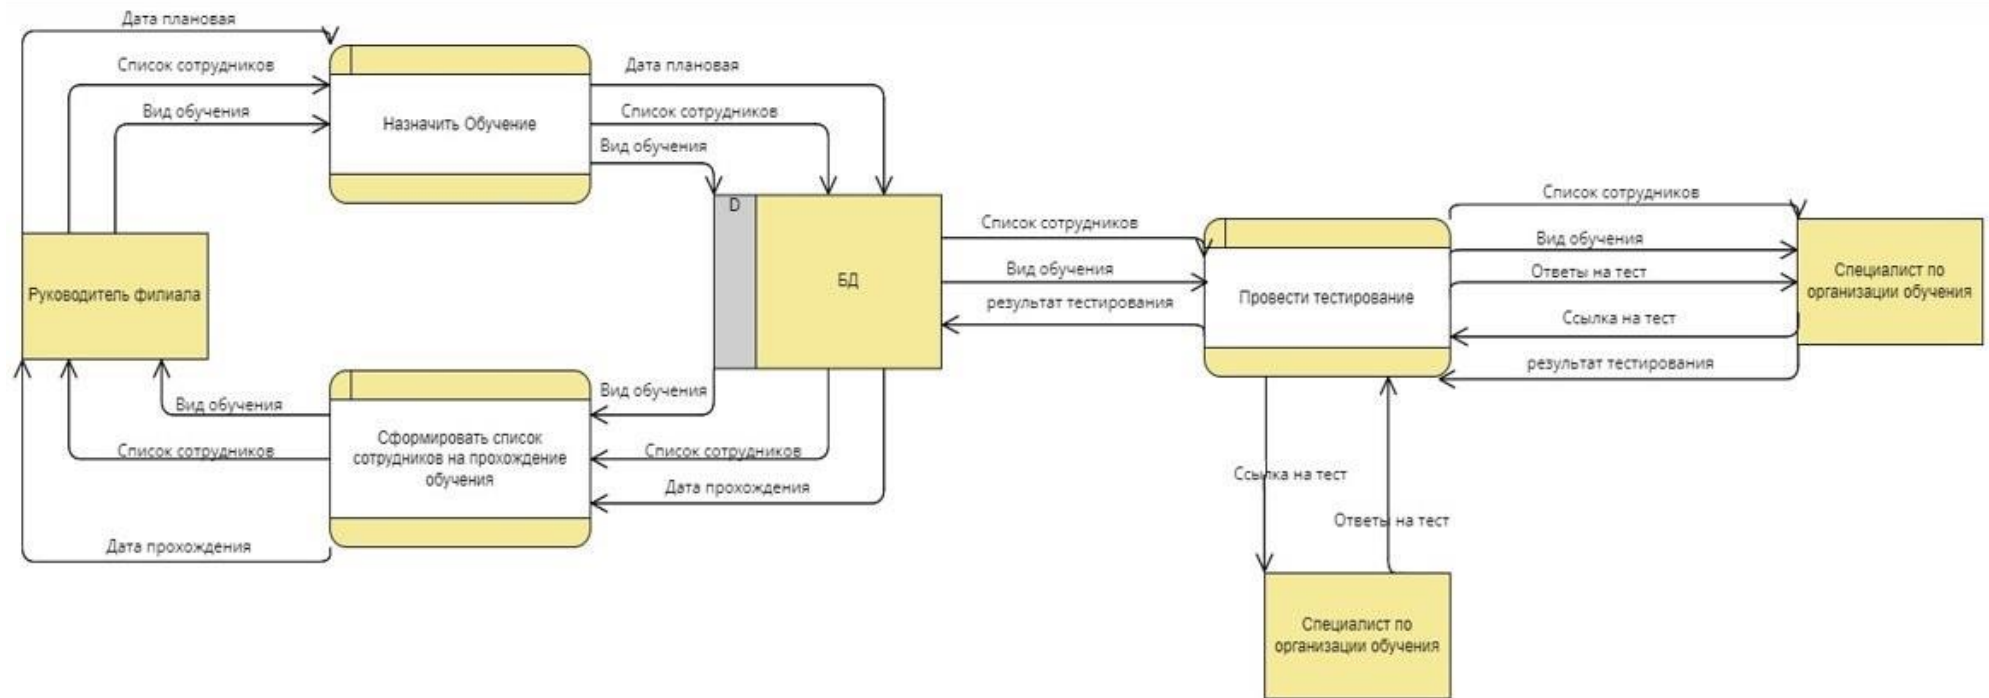 Дата плановая
Список сотрудников
Вид обучения
Назначить Обучение
Дата плановая
Список сотрудников
Вид обучения
Руководитель филиала
D
БД
Вид обучения
Список сотрудников
Дата прохождения
Сформировать список
сотрудников на прохождение
обучения
Вид обучения
Список сотрудников
Дата прохождения
Список сотрудников
Вид обучения
результат тестирования
Провести тестирование
Список сотрудников
Вид обучения
Ответы на тест
Ссылка на тест
результат тестирования
Специалист по
организации обучения
Ссылка на тест
Ответы на тест
Специалист по
организации обучения